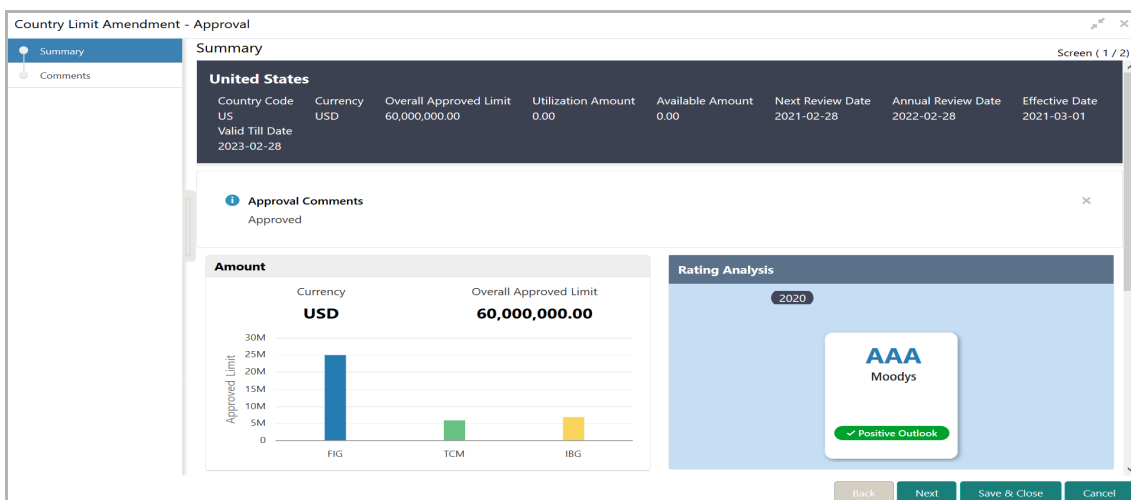 Country Limit Amendment - Approval
Summary
Comments
Summary
Screen ( 1 / 2)
United States
Country Code Currency Overall Approved Limit Utilization Amount Available Amount Next Review Date Annual Review Date Effective Date
US USD 60,000,000.00 0.00 0.00 2021-02-28 2022-02-28 2021-03-01
Valid Till Date
2023-02-28
Approval Comments
Approved
Amount
Currency Overall Approved Limit
USD 60,000,000.00
Approved Limit
30M
25M
20M
15M
10M
5M
0
FIG TCM IBG
Rating Analysis
2020
AAA
Moodys
Positive Outlook
Back Next Save & Close Cancel